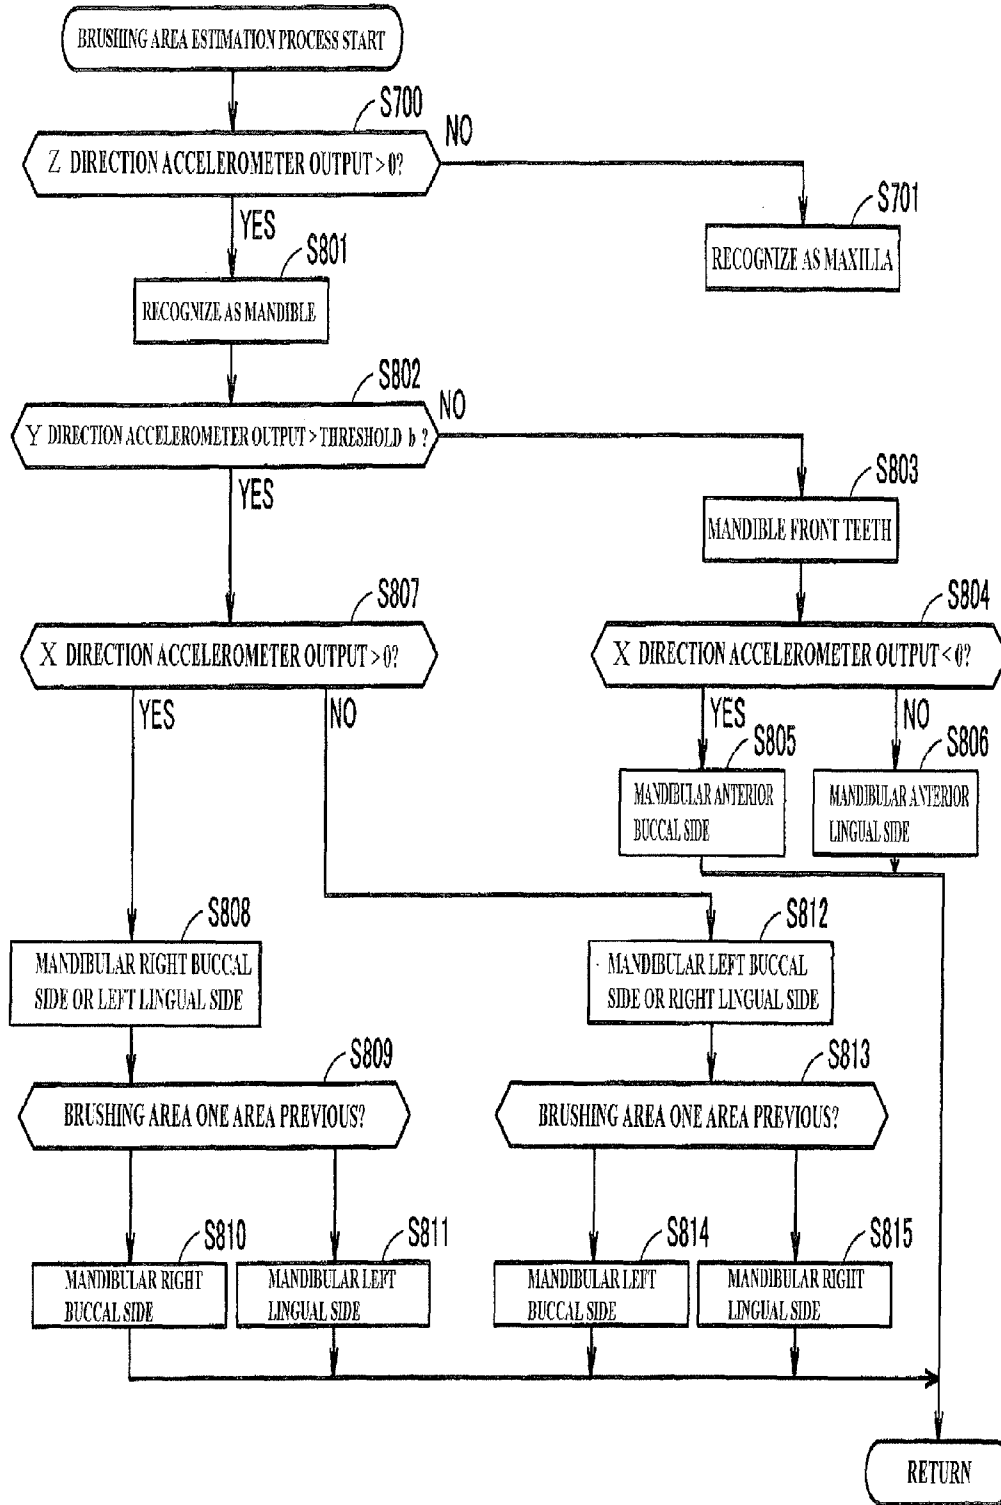 BRUSHING AREA ESTIMATION PROCESS START
S700
Z DIRECTION ACCELEROMETER OUTPUT > 0?
NO
YES
S701
RECOGNIZE AS MAXILLA
S801
RECOGNIZE AS MANDIBLE
S802
Y DIRECTION ACCELEROMETER OUTPUT > THRESHOLD b ?
NO
YES
S803
MANDIBLE FRONT TEETH
S807
X DIRECTION ACCELEROMETER OUTPUT > 0?
S804
X DIRECTION ACCELEROMETER OUTPUT < 0?
YES
NO
YES
NO
S805
MANDIBULAR ANTERIOR
BUCCAL SIDE
S806
MANDIBULAR ANTERIOR
LINGUAL SIDE
S808
MANDIBULAR RIGHT BUCCAL
SIDE OR LEFT LINGUAL SIDE
S812
MANDIBULAR LEFT BUCCAL
SIDE OR RIGHT LINGUAL SIDE
S809
BRUSHING AREA ONE AREA PREVIOUS?
S813
BRUSHING AREA ONE AREA PREVIOUS?
S810
MANDIBULAR RIGHT
BUCCAL SIDE
S811
MANDIBULAR LEFT
LINGUAL SIDE
S814
MANDIBULAR LEFT
BUCCAL SIDE
S815
MANDIBULAR RIGHT
LINGUAL SIDE
RETURN